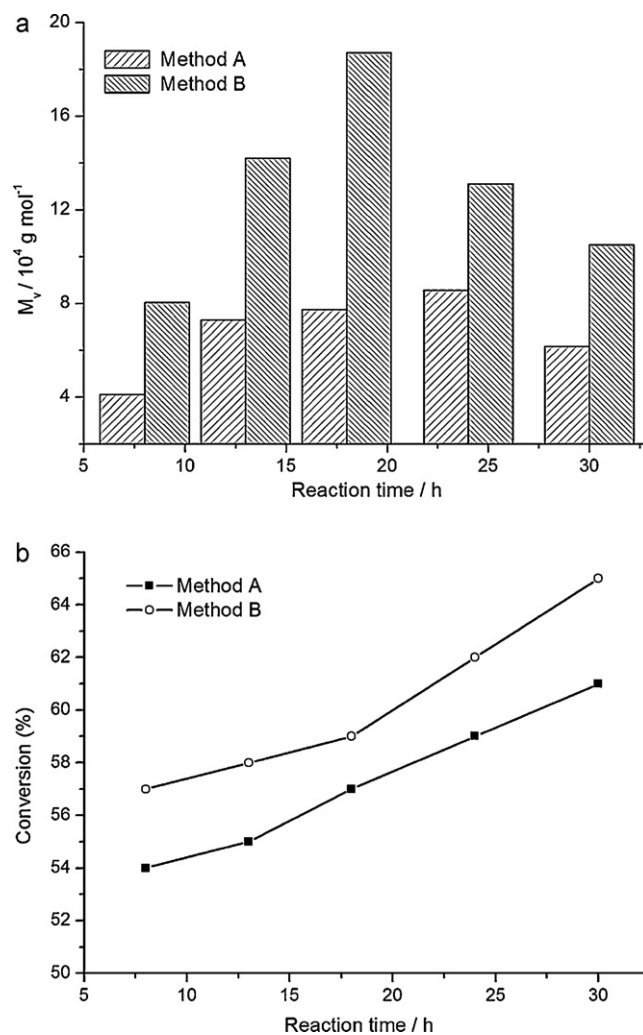 a
20
16
12
8
4
M_v / 10^4 g mol^-1
Method A
Method B
5 10 15 20 25 30
Reaction time / h
b
66
64
62
60
58
56
54
52
50
Conversion (%)
Method A
Method B
5 10 15 20 25 30
Reaction time / h